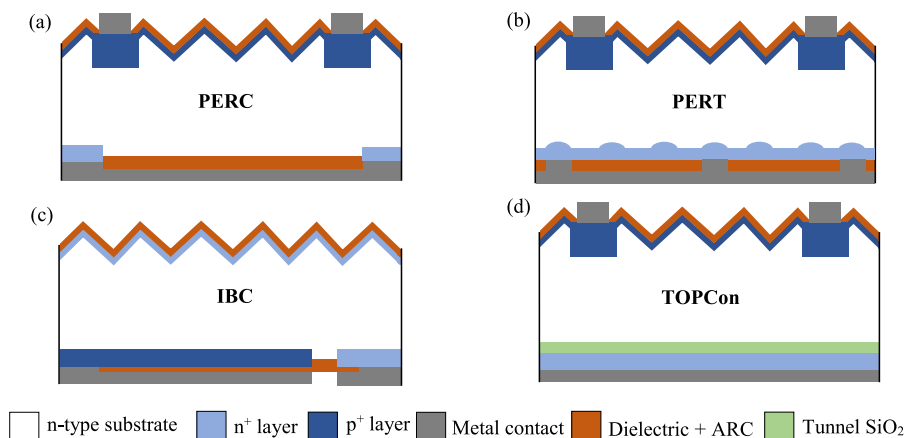 (a)
PERC
(b)
PERT
(c)
IBC
(d)
TOPCon
n-type substrate
n⁺ layer
p⁺ layer
Metal contact
Dielectric + ARC
Tunnel SiO₂